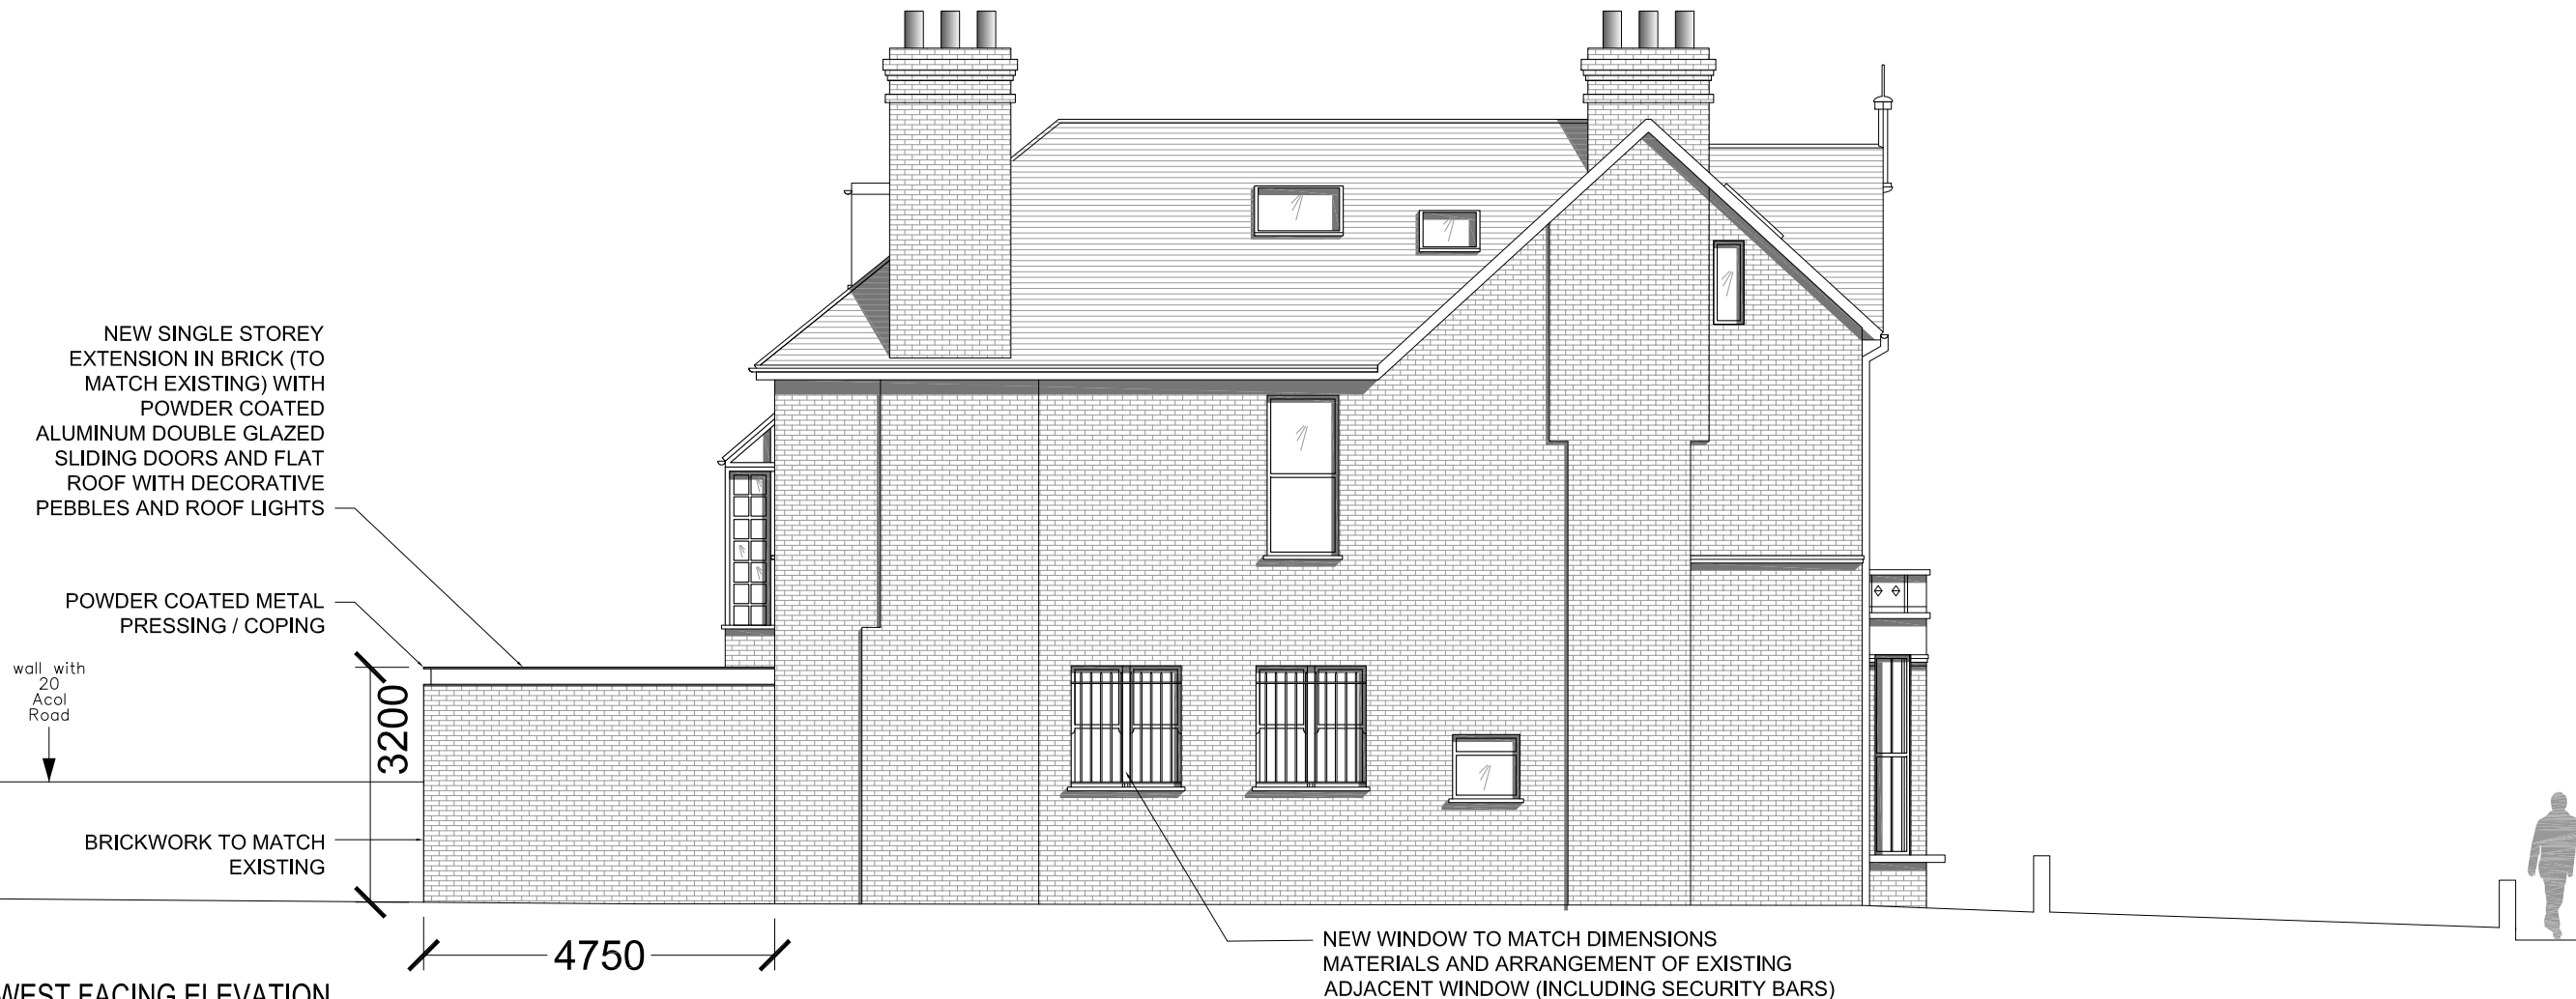 NEW SINGLE STOREY
EXTENSION IN BRICK (TO
MATCH EXISTING) WITH
POWDER COATED
ALUMINUM DOUBLE GLAZED
SLIDING DOORS AND FLAT
ROOF WITH DECORATIVE
PEBBLES AND ROOF LIGHTS
POWDER COATED METAL
PRESSING / COPING
wall with
20
Acol
Road
3200
BRICKWORK TO MATCH
EXISTING
4750
NEW WINDOW TO MATCH DIMENSIONS
MATERIALS AND ARRANGEMENT OF EXISTING
ADJACENT WINDOW (INCLUDING SECURITY BARS)
WEST FACING ELEVATION